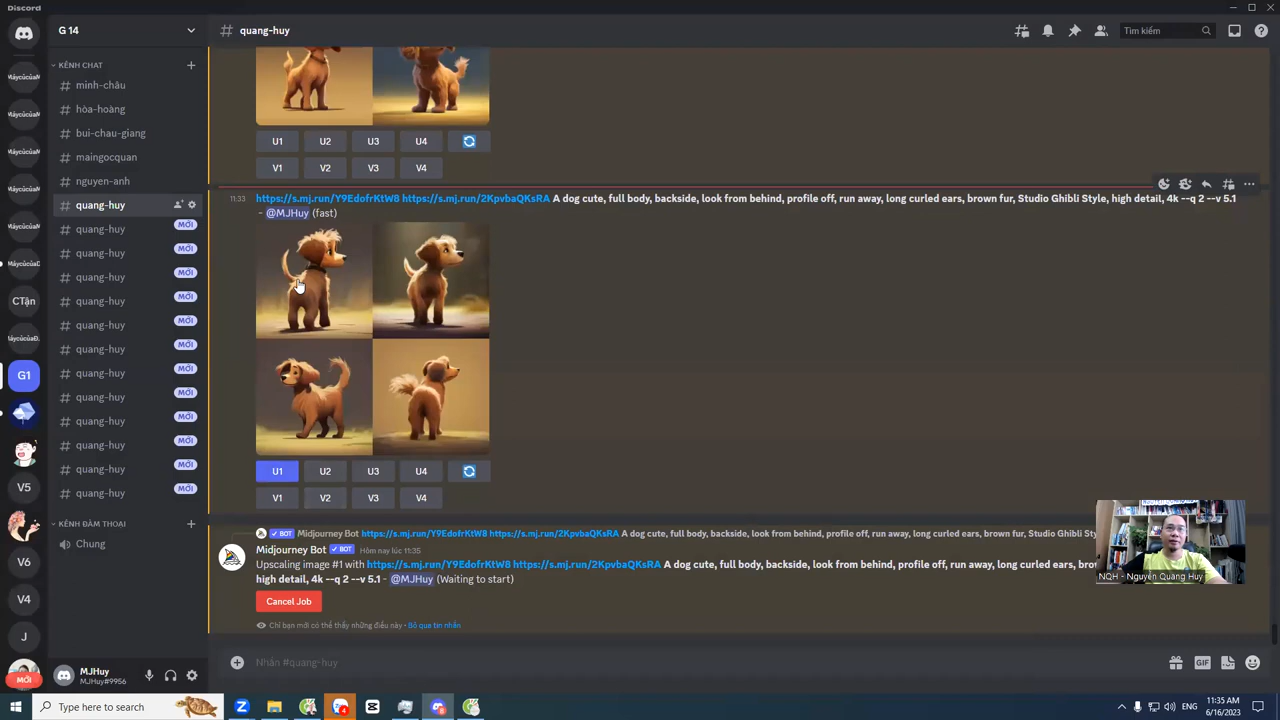 Discord
G 14
# quang-huy
Tìm kiếm
KÊNH CHAT
minh-châu
hòa-hoàng
bui-chau-giang
maingocquan
nguyen-anh
quang-huy
quang-huy MỚI
quang-huy MỚI
quang-huy MỚI
quang-huy MỚI
quang-huy MỚI
quang-huy MỚI
quang-huy MỚI
quang-huy MỚI
quang-huy MỚI
quang-huy MỚI
quang-huy MỚI
quang-huy MỚI
KÊNH ĐÀM THOẠI
Chung
CTận
G1
V5
V6
V4
J
MỚI
MJHuy
MJHuy#9956
U1 U2 U3 U4
V1 V2 V3 V4
11:33 https://s.mj.run/Y9EdofrKtW8 https://s.mj.run/2KpvbaQKsRA A dog cute, full body, backside, look from behind, profile off, run away, long curled ears, brown fur, Studio Ghibli Style, high detail, 4k --q 2 --v 5.1
- @MJHuy (fast)
U1 U2 U3 U4
V1 V2 V3 V4
BOT Midjourney Bot https://s.mj.run/Y9EdofrKtW8 https://s.mj.run/2KpvbaQKsRA A dog cute, full body, backside, look from behind, profile off, run away, long curled ears, brown fur, Studio Ghibli Sty
Midjourney Bot BOT Hôm nay lúc 11:35
Upscaling image #1 with https://s.mj.run/Y9EdofrKtW8 https://s.mj.run/2KpvbaQKsRA A dog cute, full body, backside, look from behind, profile off, run away, long curled ears, bro
high detail, 4k --q 2 --v 5.1 - @MJHuy (Waiting to start)
Cancel Job
Chỉ bạn mới có thể thấy những điều này • Bỏ qua tin nhắn
NQH - Nguyễn Quang Huy
Nhắn #quang-huy
GIF
Type here to search
ENG
11:35 AM
6/16/2023